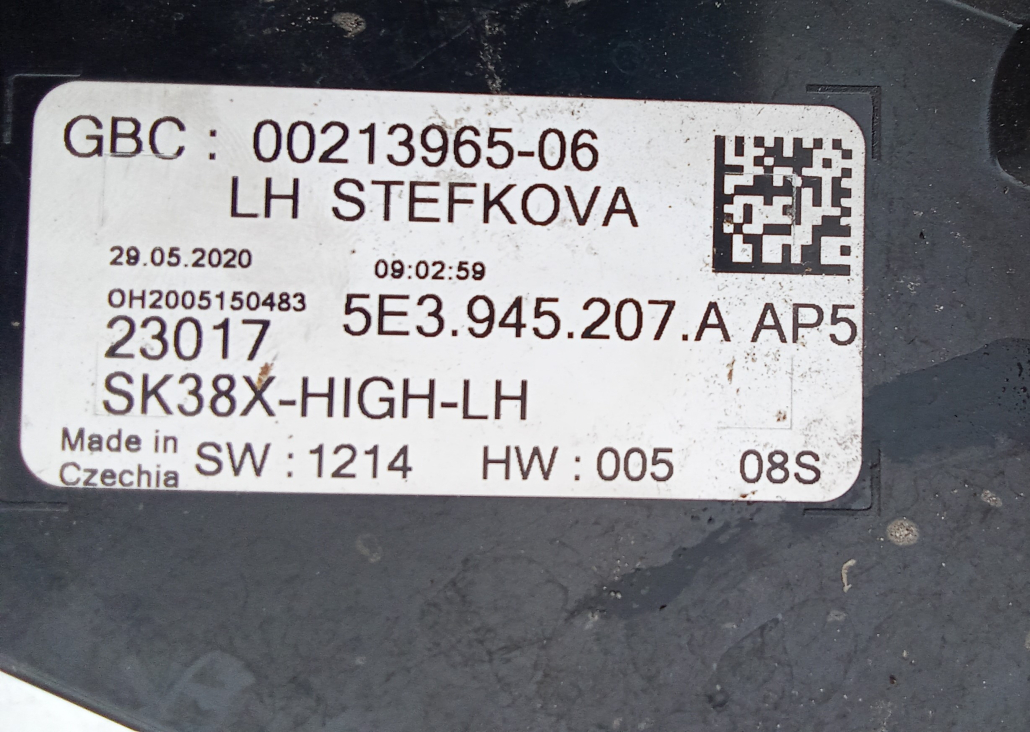 GBC : 00213965-06
LH STEFKOVA
29.05.2020 09:02:59
OH2005150483
5E3.945.207.A AP5
23017
SK38X-HIGH-LH
Made in
Czechia
SW : 1214 HW : 005 08S